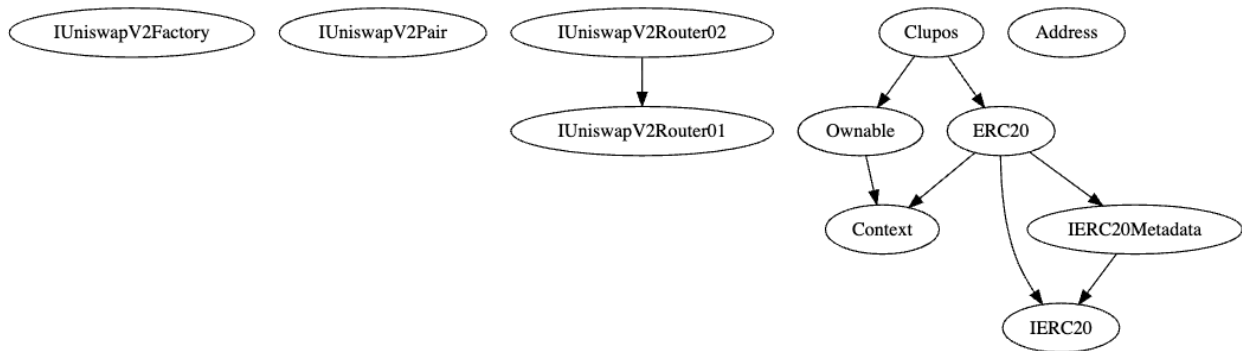 IUniswapV2Factory
IUniswapV2Pair
IUniswapV2Router02
Clupos
Address
IUniswapV2Router01
Ownable
ERC20
Context
IERC20Metadata
IERC20